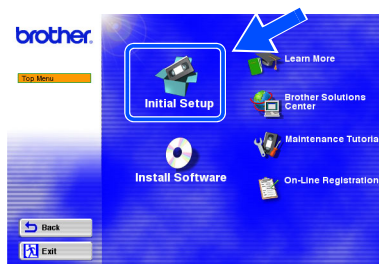 brother.
Top Menu
Initial Setup
Install Software
Learn More
Brother Solutions
Center
Maintenance Tutoria
On-Line Registration
Back
Exit